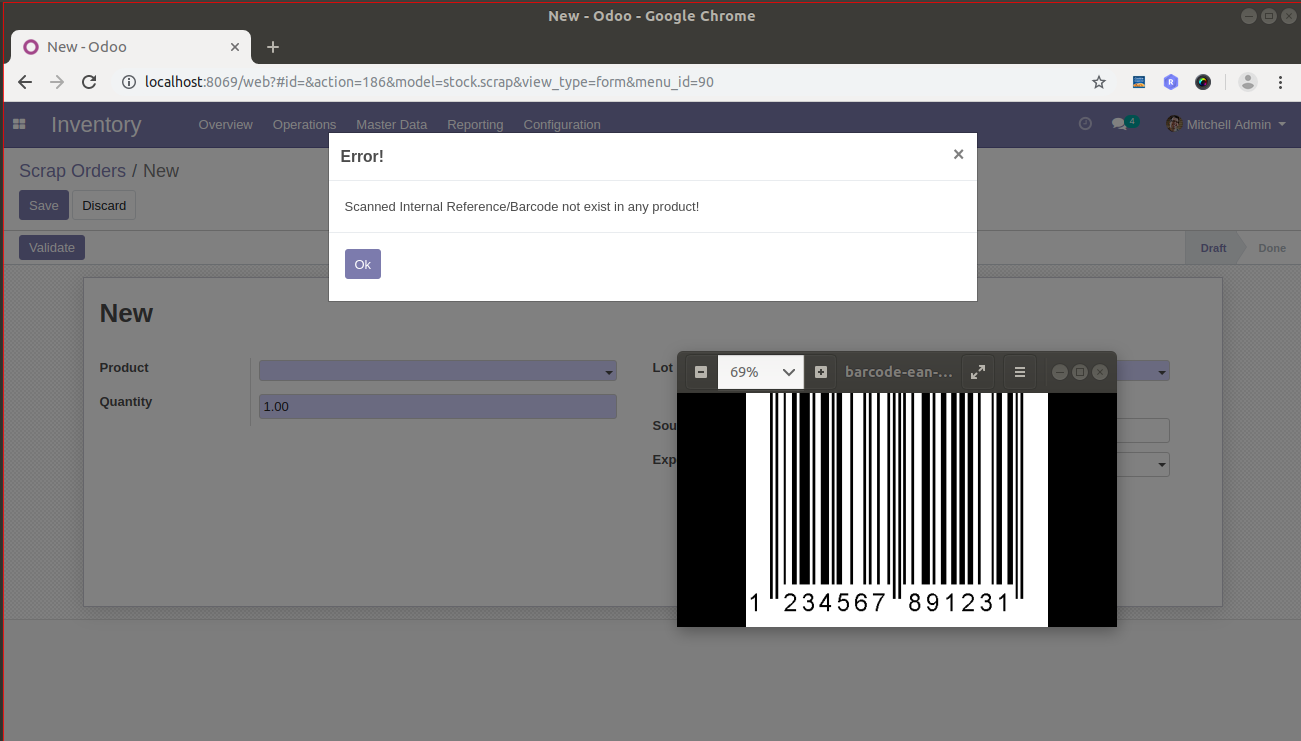 New - Odoo - Google Chrome
New - Odoo
localhost:8069/web?#id=&action=186&model=stock.scrap&view_type=form&menu_id=90
R
Inventory Overview Operations Master Data Reporting Configuration 4 Mitchell Admin
Error!
Scrap Orders / New
Save Discard
Scanned Internal Reference/Barcode not exist in any product!
Validate Draft Done
Ok
New
Product Lot
69% barcode-ean-...
Quantity 1.00
Sou
Exp
1 234567 891231